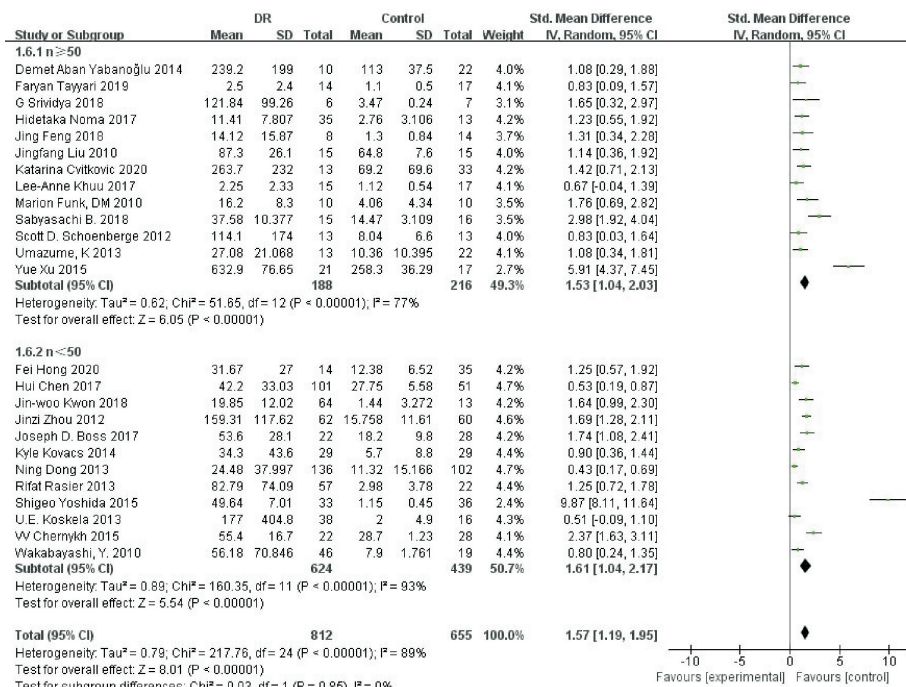 DR Control Std. Mean Difference Std. Mean Difference
Study or Subgroup Mean SD Total Mean SD Total Weight IV, Random, 95% CI IV, Random, 95% CI
1.6.1 n≥50
Demet Aban Yabanoğlu 2014 239.2 199 10 113 37.5 22 4.0% 1.08 [0.29, 1.88]
Faryan Tayyari 2019 2.5 2.4 14 1.1 0.5 17 4.1% 0.83 [0.09, 1.57]
G Srividya 2018 121.84 99.26 6 3.47 0.24 7 3.1% 1.65 [0.32, 2.97]
Hidetaka Noma 2017 11.41 7.807 35 2.76 3.106 13 4.2% 1.23 [0.55, 1.92]
Jing Feng 2018 14.12 15.87 8 1.3 0.84 14 3.7% 1.31 [0.34, 2.28]
Jingfang Liu 2010 87.3 26.1 15 64.8 7.6 15 4.0% 1.14 [0.36, 1.92]
Katarina Cvitkovic 2020 263.7 232 13 69.2 69.6 33 4.1% 1.42 [0.71, 2.13]
Lee-Anne Khuu 2017 2.25 2.33 15 1.12 0.54 17 4.1% 0.67 [-0.04, 1.39]
Marion Funk, DM 2010 16.2 8.3 10 4.06 4.34 10 3.5% 1.76 [0.69, 2.82]
Sabyasachi B. 2018 37.58 10.377 15 14.47 3.109 16 3.5% 2.98 [1.92, 4.04]
Scott D. Schoenberge 2012 114.1 174 13 8.04 6.6 13 4.0% 0.83 [0.03, 1.64]
Umazume, K 2013 27.08 21.068 13 10.36 10.395 22 4.1% 1.08 [0.34, 1.81]
Yue Xu 2015 632.9 76.65 21 258.3 36.29 17 2.7% 5.91 [4.37, 7.45]
Subtotal (95% CI) 188 216 49.3% 1.53 [1.04, 2.03]
Heterogeneity: Tau² = 0.62; Chi² = 51.65, df = 12 (P < 0.00001); I² = 77%
Test for overall effect: Z = 6.05 (P < 0.00001)
1.6.2 n<50
Fei Hong 2020 31.67 27 14 12.38 6.52 35 4.2% 1.25 [0.57, 1.92]
Hui Chen 2017 42.2 33.03 101 27.75 5.58 51 4.7% 0.53 [0.19, 0.87]
Jin-woo Kwon 2018 19.85 12.02 64 1.44 3.272 13 4.2% 1.64 [0.99, 2.30]
Jinzi Zhou 2012 159.31 117.62 62 15.758 11.61 60 4.6% 1.69 [1.28, 2.11]
Joseph D. Boss 2017 53.6 28.1 22 18.2 9.8 28 4.2% 1.74 [1.08, 2.41]
Kyle Kovacs 2014 34.3 43.6 29 5.7 8.8 29 4.4% 0.90 [0.36, 1.44]
Ning Dong 2013 24.48 37.997 136 11.32 15.166 102 4.7% 0.43 [0.17, 0.69]
Rifat Rasier 2013 82.79 74.09 57 2.98 3.78 22 4.4% 1.25 [0.72, 1.78]
Shigeo Yoshida 2015 49.64 7.01 33 1.15 0.45 36 2.4% 9.87 [8.11, 11.64]
U.E. Koskela 2013 177 404.8 38 2 4.9 16 4.3% 0.51 [-0.09, 1.10]
VV Chernykh 2015 55.4 16.7 22 28.7 1.23 28 4.1% 2.37 [1.63, 3.11]
Wakabayashi, Y. 2010 56.18 70.846 46 7.9 1.761 19 4.3% 0.80 [0.24, 1.35]
Subtotal (95% CI) 624 439 50.7% 1.61 [1.04, 2.17]
Heterogeneity: Tau² = 0.89; Chi² = 160.35, df = 11 (P < 0.00001); I² = 93%
Test for overall effect: Z = 5.54 (P < 0.00001)
Total (95% CI) 812 655 100.0% 1.57 [1.19, 1.95]
Heterogeneity: Tau² = 0.79; Chi² = 217.76, df = 24 (P < 0.00001); I² = 89%
Test for overall effect: Z = 8.01 (P < 0.00001)
Test for subgroup differences: Chi² = 0.03, df = 1 (P = 0.85), I² = 0%
-10 -5 0 5 10
Favours [experimental] Favours [control]